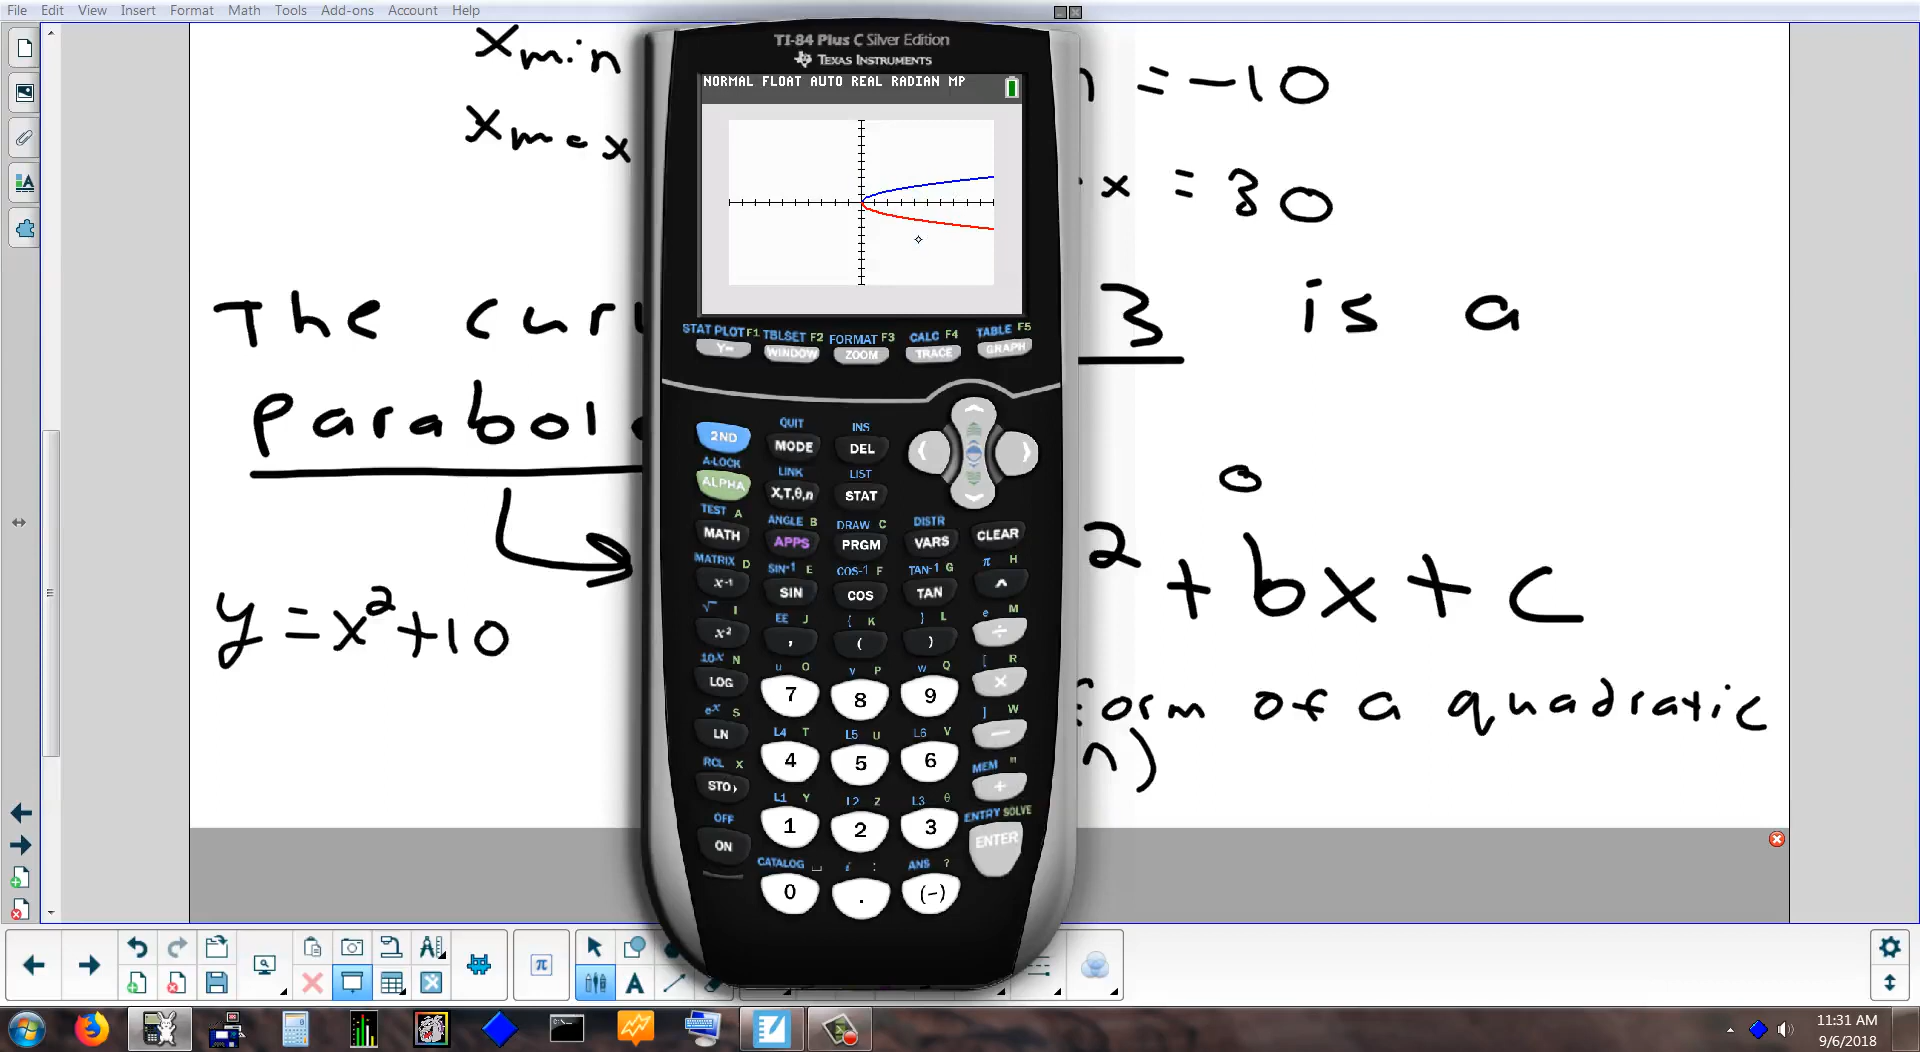 File Edit View Insert Format Math Tools Add-ons Account Help
xmin n = -10
xmax x = 30
The cur 3 is a
parabola
0
2 + bx + c
y = x2 + 10
form of a quadratic
n)
TI-84 Plus C Silver Edition
TEXAS INSTRUMENTS
NORMAL FLOAT AUTO REAL RADIAN MP
STAT PLOT F1 TBLSET F2 FORMAT F3 CALC F4 TABLE F5
Y= WINDOW ZOOM TRACE GRAPH
QUIT INS
2ND MODE DEL
A-LOCK LINK LIST
ALPHA X,T,θ,n STAT
TEST A ANGLE B DRAW C DISTR
MATH APPS PRGM VARS CLEAR
MATRIX D SIN-1 E COS-1 F TAN-1 G π H
x-1 SIN COS TAN ^
√ I EE J { K } L e M
x2 , ( ) ÷
10x N u O v P w Q [ R
LOG 7 8 9 ×
ex S L4 T L5 U L6 V ] W
LN 4 5 6 −
RCL X L1 Y L2 Z L3 θ MEM "
STO 1 2 3 +
OFF CATALOG i : ANS ? ENTRY SOLVE
ON 0 . (-) ENTER
π A
11:31 AM
9/6/2018